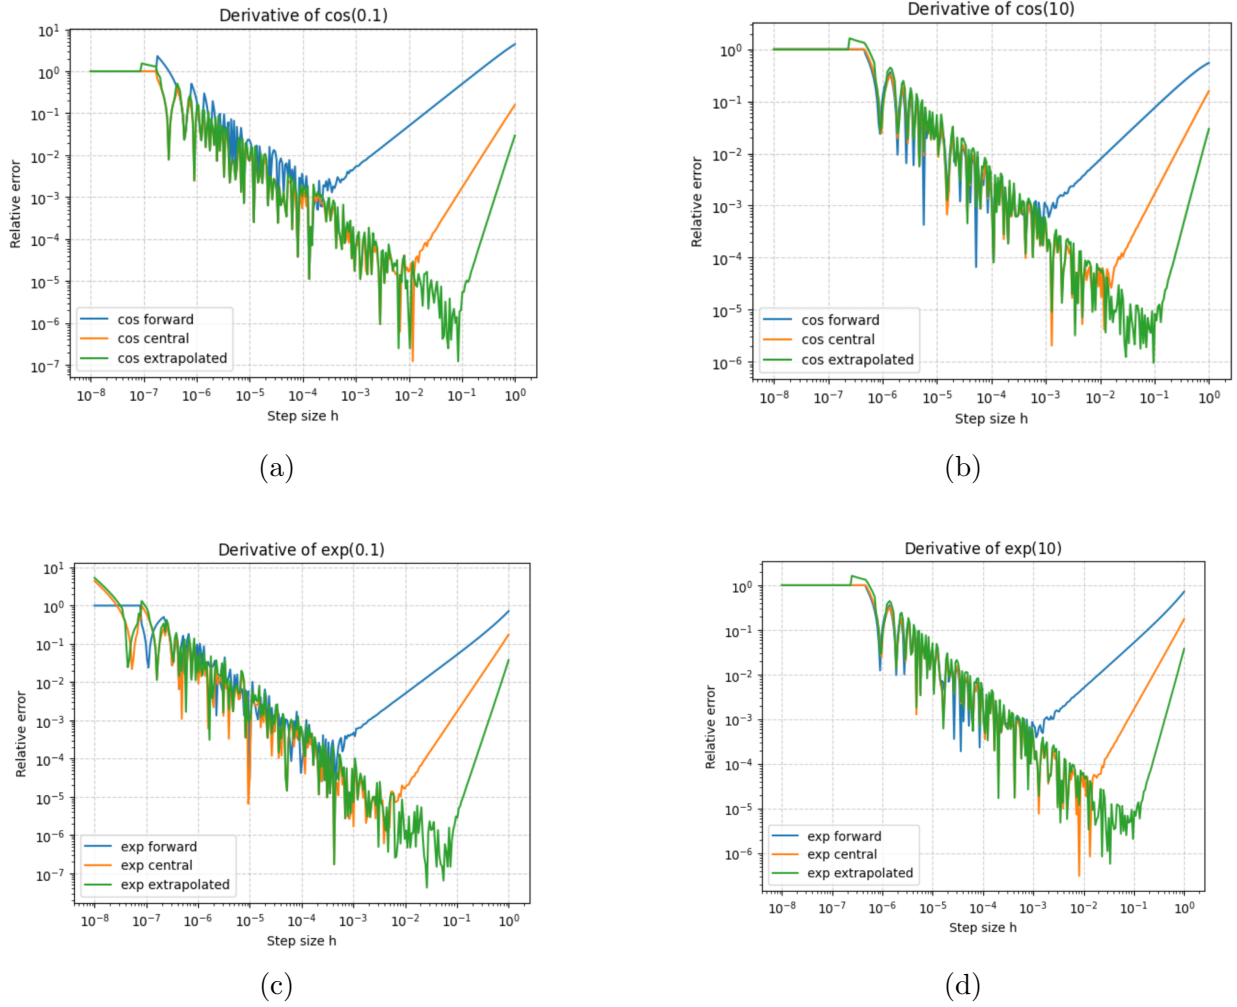 Derivative of cos(0.1)
Relative error
10^1
10^0
10^-1
10^-2
10^-3
10^-4
10^-5
10^-6
10^-7
cos forward
cos central
cos extrapolated
10^-8 10^-7 10^-6 10^-5 10^-4 10^-3 10^-2 10^-1 10^0
Step size h
(a)
Derivative of cos(10)
Relative error
10^0
10^-1
10^-2
10^-3
10^-4
10^-5
10^-6
cos forward
cos central
cos extrapolated
10^-8 10^-7 10^-6 10^-5 10^-4 10^-3 10^-2 10^-1 10^0
Step size h
(b)
Derivative of exp(0.1)
Relative error
10^1
10^0
10^-1
10^-2
10^-3
10^-4
10^-5
10^-6
10^-7
exp forward
exp central
exp extrapolated
10^-8 10^-7 10^-6 10^-5 10^-4 10^-3 10^-2 10^-1 10^0
Step size h
(c)
Derivative of exp(10)
Relative error
10^0
10^-1
10^-2
10^-3
10^-4
10^-5
10^-6
exp forward
exp central
exp extrapolated
10^-8 10^-7 10^-6 10^-5 10^-4 10^-3 10^-2 10^-1 10^0
Step size h
(d)